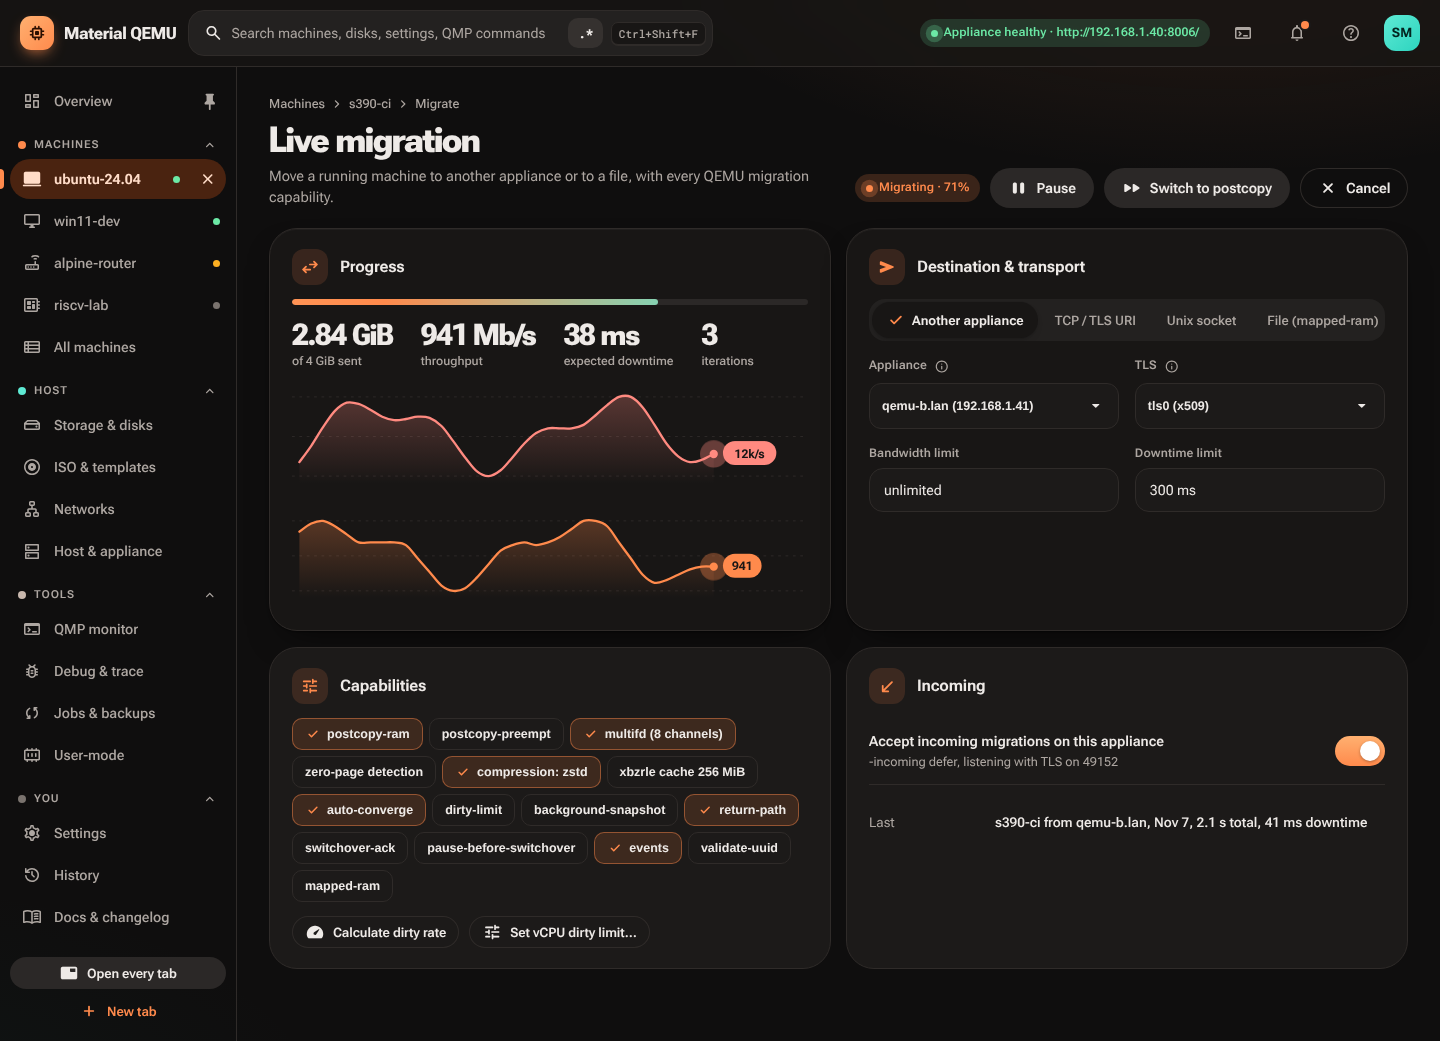 Material QEMU
Search machines, disks, settings, QMP commands
.*
Ctrl+Shift+F
Appliance healthy · http://192.168.1.40:8006/
SM
Overview
MACHINES
ubuntu-24.04
win11-dev
alpine-router
riscv-lab
All machines
HOST
Storage & disks
ISO & templates
Networks
Host & appliance
TOOLS
QMP monitor
Debug & trace
Jobs & backups
User-mode
YOU
Settings
History
Docs & changelog
Open every tab
New tab
Machines > s390-ci > Migrate
Live migration
Move a running machine to another appliance or to a file, with every QEMU migration
capability.
Migrating · 71%
Pause
Switch to postcopy
Cancel
Progress
2.84 GiB 941 Mb/s 38 ms 3
of 4 GiB sent throughput expected downtime iterations
12k/s
941
Destination & transport
Another appliance TCP / TLS URI Unix socket File (mapped-ram)
Appliance TLS
qemu-b.lan (192.168.1.41) tls0 (x509)
Bandwidth limit Downtime limit
unlimited 300 ms
Capabilities
postcopy-ram postcopy-preempt multifd (8 channels)
zero-page detection compression: zstd xbzrle cache 256 MiB
auto-converge dirty-limit background-snapshot return-path
switchover-ack pause-before-switchover events validate-uuid
mapped-ram
Calculate dirty rate Set vCPU dirty limit...
Incoming
Accept incoming migrations on this appliance
-incoming defer, listening with TLS on 49152
Last s390-ci from qemu-b.lan, Nov 7, 2.1 s total, 41 ms downtime